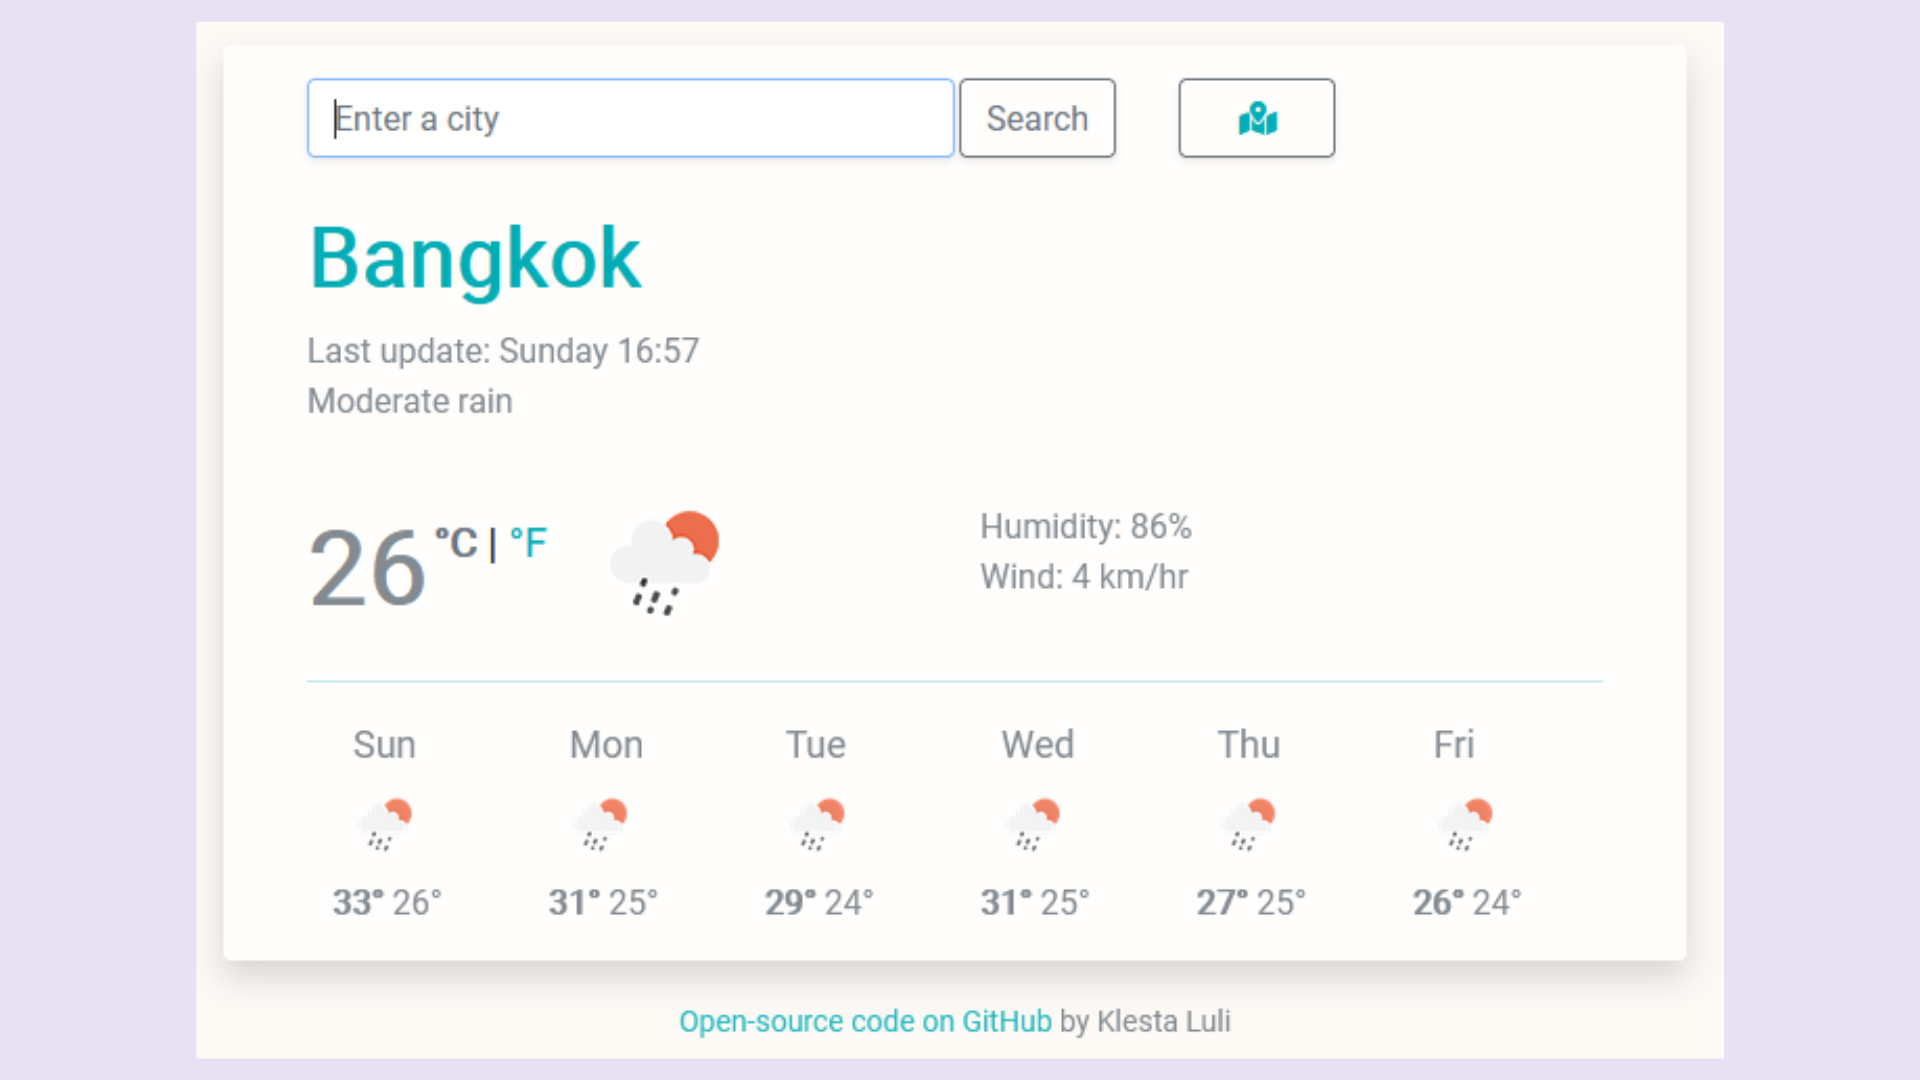 Enter a city Search
Bangkok
Last update: Sunday 16:57
Moderate rain
26 °C | °F
Humidity: 86%
Wind: 4 km/hr
Sun Mon Tue Wed Thu Fri
33° 26° 31° 25° 29° 24° 31° 25° 27° 25° 26° 24°
Open-source code on GitHub by Klesta Luli